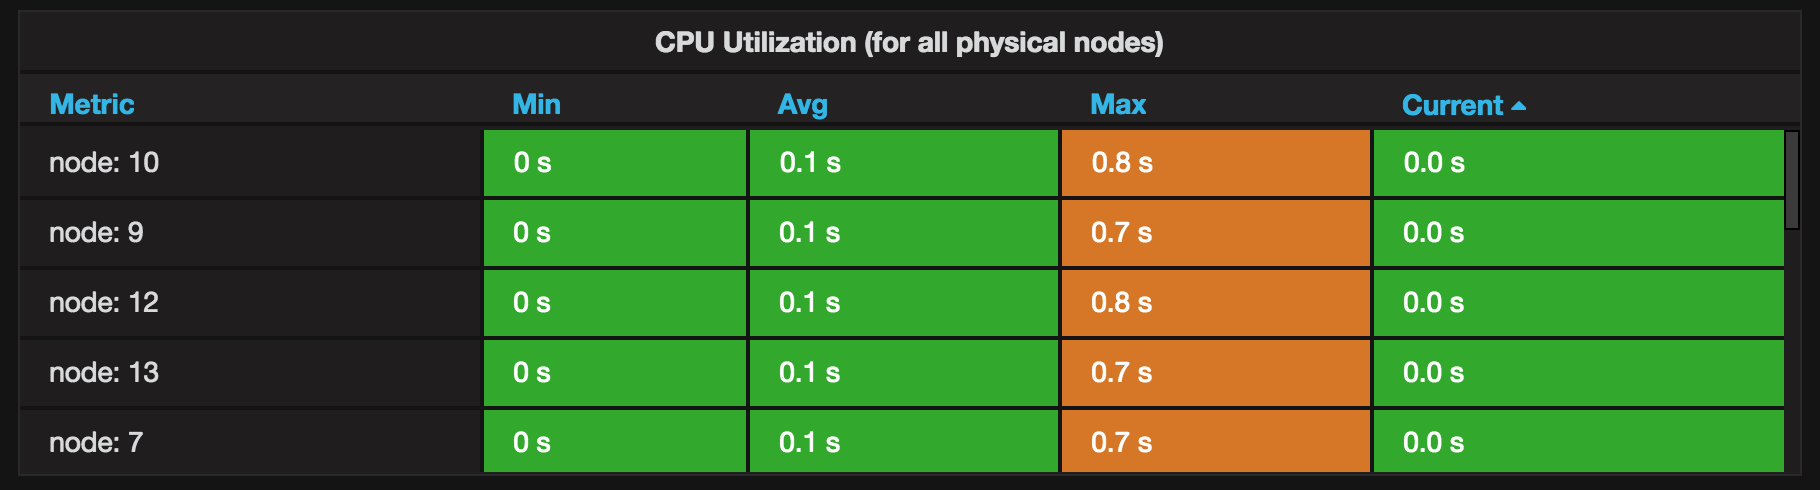 CPU Utilization (for all physical nodes)
Metric Min Avg Max Current
node: 10 0 s 0.1 s 0.8 s 0.0 s
node: 9 0 s 0.1 s 0.7 s 0.0 s
node: 12 0 s 0.1 s 0.8 s 0.0 s
node: 13 0 s 0.1 s 0.7 s 0.0 s
node: 7 0 s 0.1 s 0.7 s 0.0 s